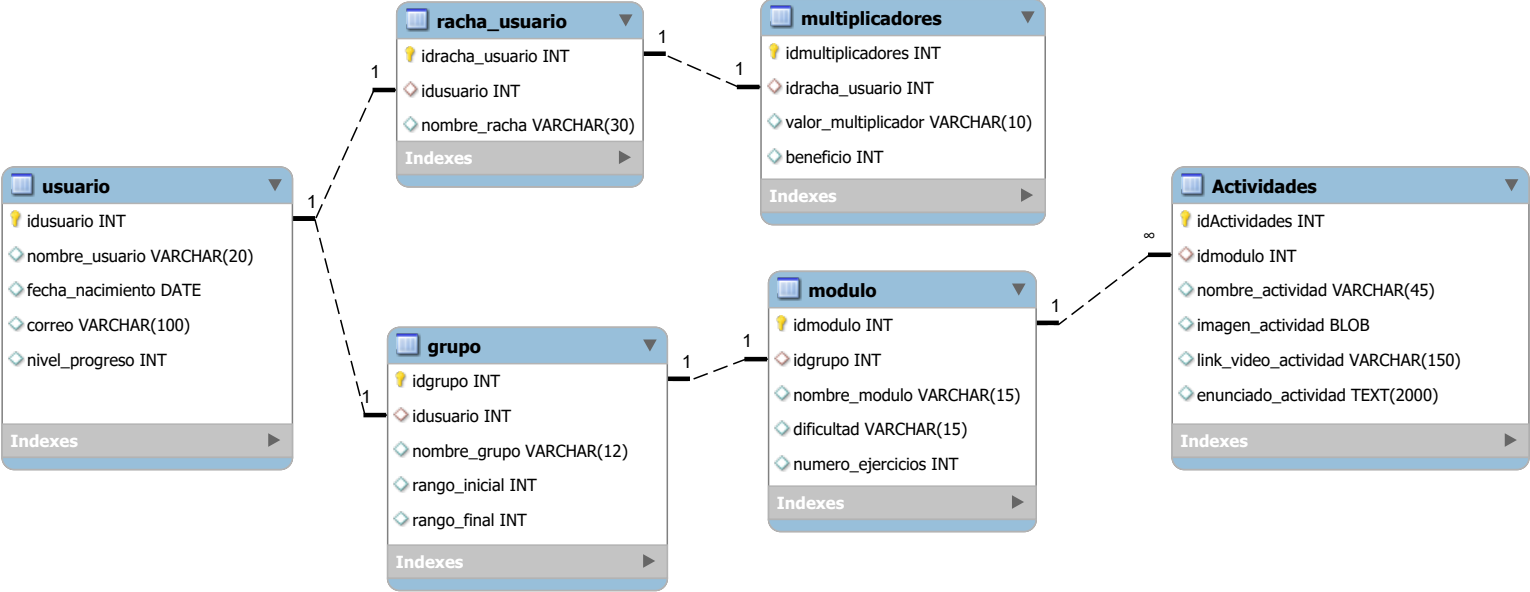 usuario
idusuario INT
nombre_usuario VARCHAR(20)
fecha_nacimiento DATE
correo VARCHAR(100)
nivel_progreso INT
Indexes
1
1
1
racha_usuario
idracha_usuario INT
idusuario INT
nombre_racha VARCHAR(30)
Indexes
1
1
multiplicadores
idmultiplicadores INT
idracha_usuario INT
valor_multiplicador VARCHAR(10)
beneficio INT
Indexes
grupo
idgrupo INT
idusuario INT
nombre_grupo VARCHAR(12)
rango_inicial INT
rango_final INT
Indexes
1
1
modulo
idmodulo INT
idgrupo INT
nombre_modulo VARCHAR(15)
dificultad VARCHAR(15)
numero_ejercicios INT
Indexes
1
∞
Actividades
idActividades INT
idmodulo INT
nombre_actividad VARCHAR(45)
imagen_actividad BLOB
link_video_actividad VARCHAR(150)
enunciado_actividad TEXT(2000)
Indexes